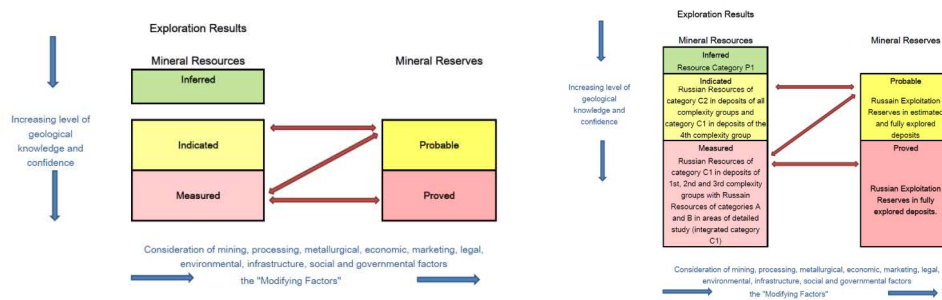 Exploration Results
Mineral Resources
Mineral Reserves
Inferred
Increasing level of
geological
knowledge and
confidence
Indicated
Probable
Measured
Proved
Consideration of mining, processing, metallurgical, economic, marketing, legal,
environmental, infrastructure, social and governmental factors
the "Modifying Factors"
Exploration Results
Mineral Resources
Mineral Reserves
Inferred
Resource Category P1
Increasing level of
geological
knowledge and
confidence
Indicated
Russian Resources of
category C2 in deposits of all
complexity groups and
category C1 in deposits of the
4th complexity group
Probable
Russain Exploitation
Reserves in estimated
and fully explored
deposits
Measured
Russian Resources of
category C1 in deposits of
1st, 2nd and 3rd complexity
groups with Russain
Resources of categories A
and B in areas of detailed
study (integrated category
C1)
Proved
Russian Exploitation
Reserves in fully
explored deposits.
Consideration of mining, processing, metallurgical, economic, marketing, legal,
environmental, infrastructure, social and governmental factors
the "Modifying Factors"